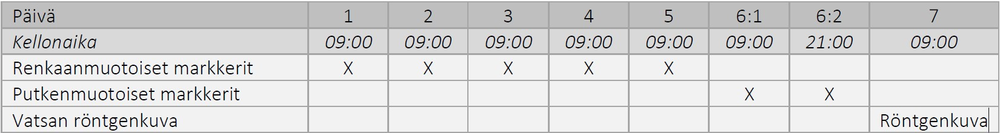 Päivä 1 2 3 4 5 6:1 6:2 7
Kellonaika 09:00 09:00 09:00 09:00 09:00 09:00 21:00 09:00
Renkaanmuotoiset markkerit X X X X X
Putkenmuotoiset markkerit X X
Vatsan röntgenkuva Röntgenkuva